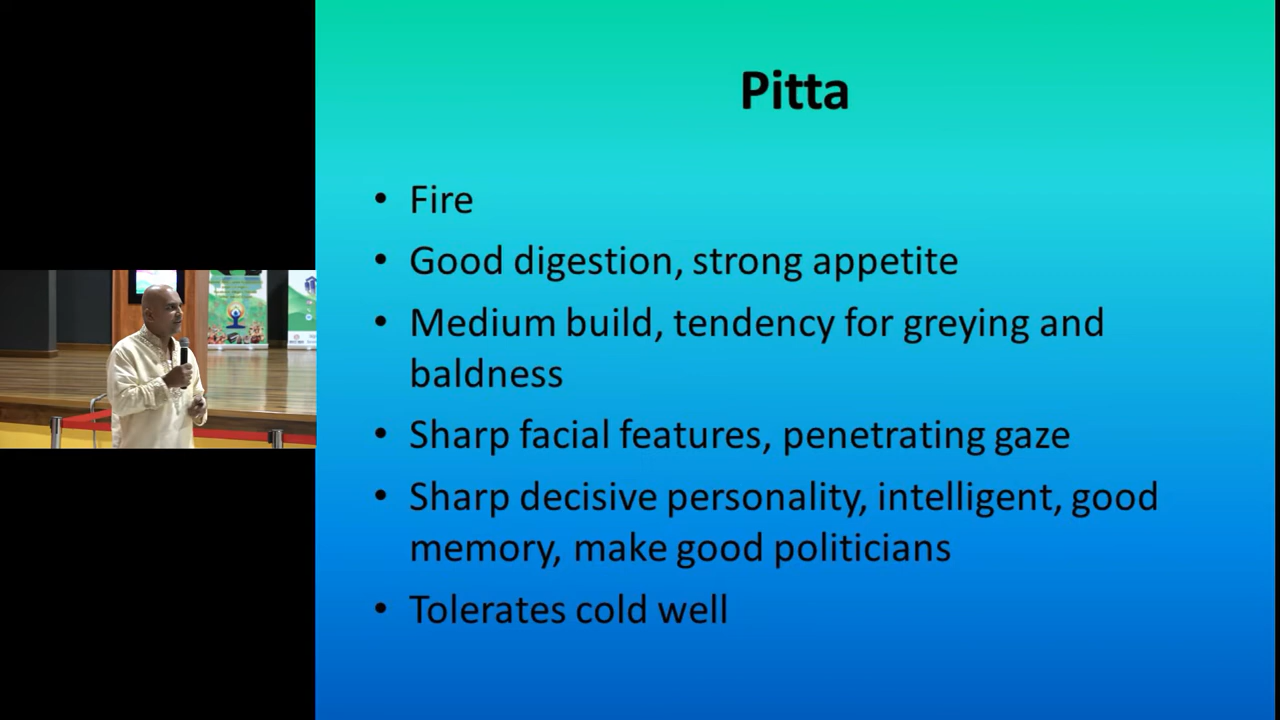 Pitta
• Fire
• Good digestion, strong appetite
• Medium build, tendency for greying and
baldness
• Sharp facial features, penetrating gaze
• Sharp decisive personality, intelligent, good
memory, make good politicians
• Tolerates cold well